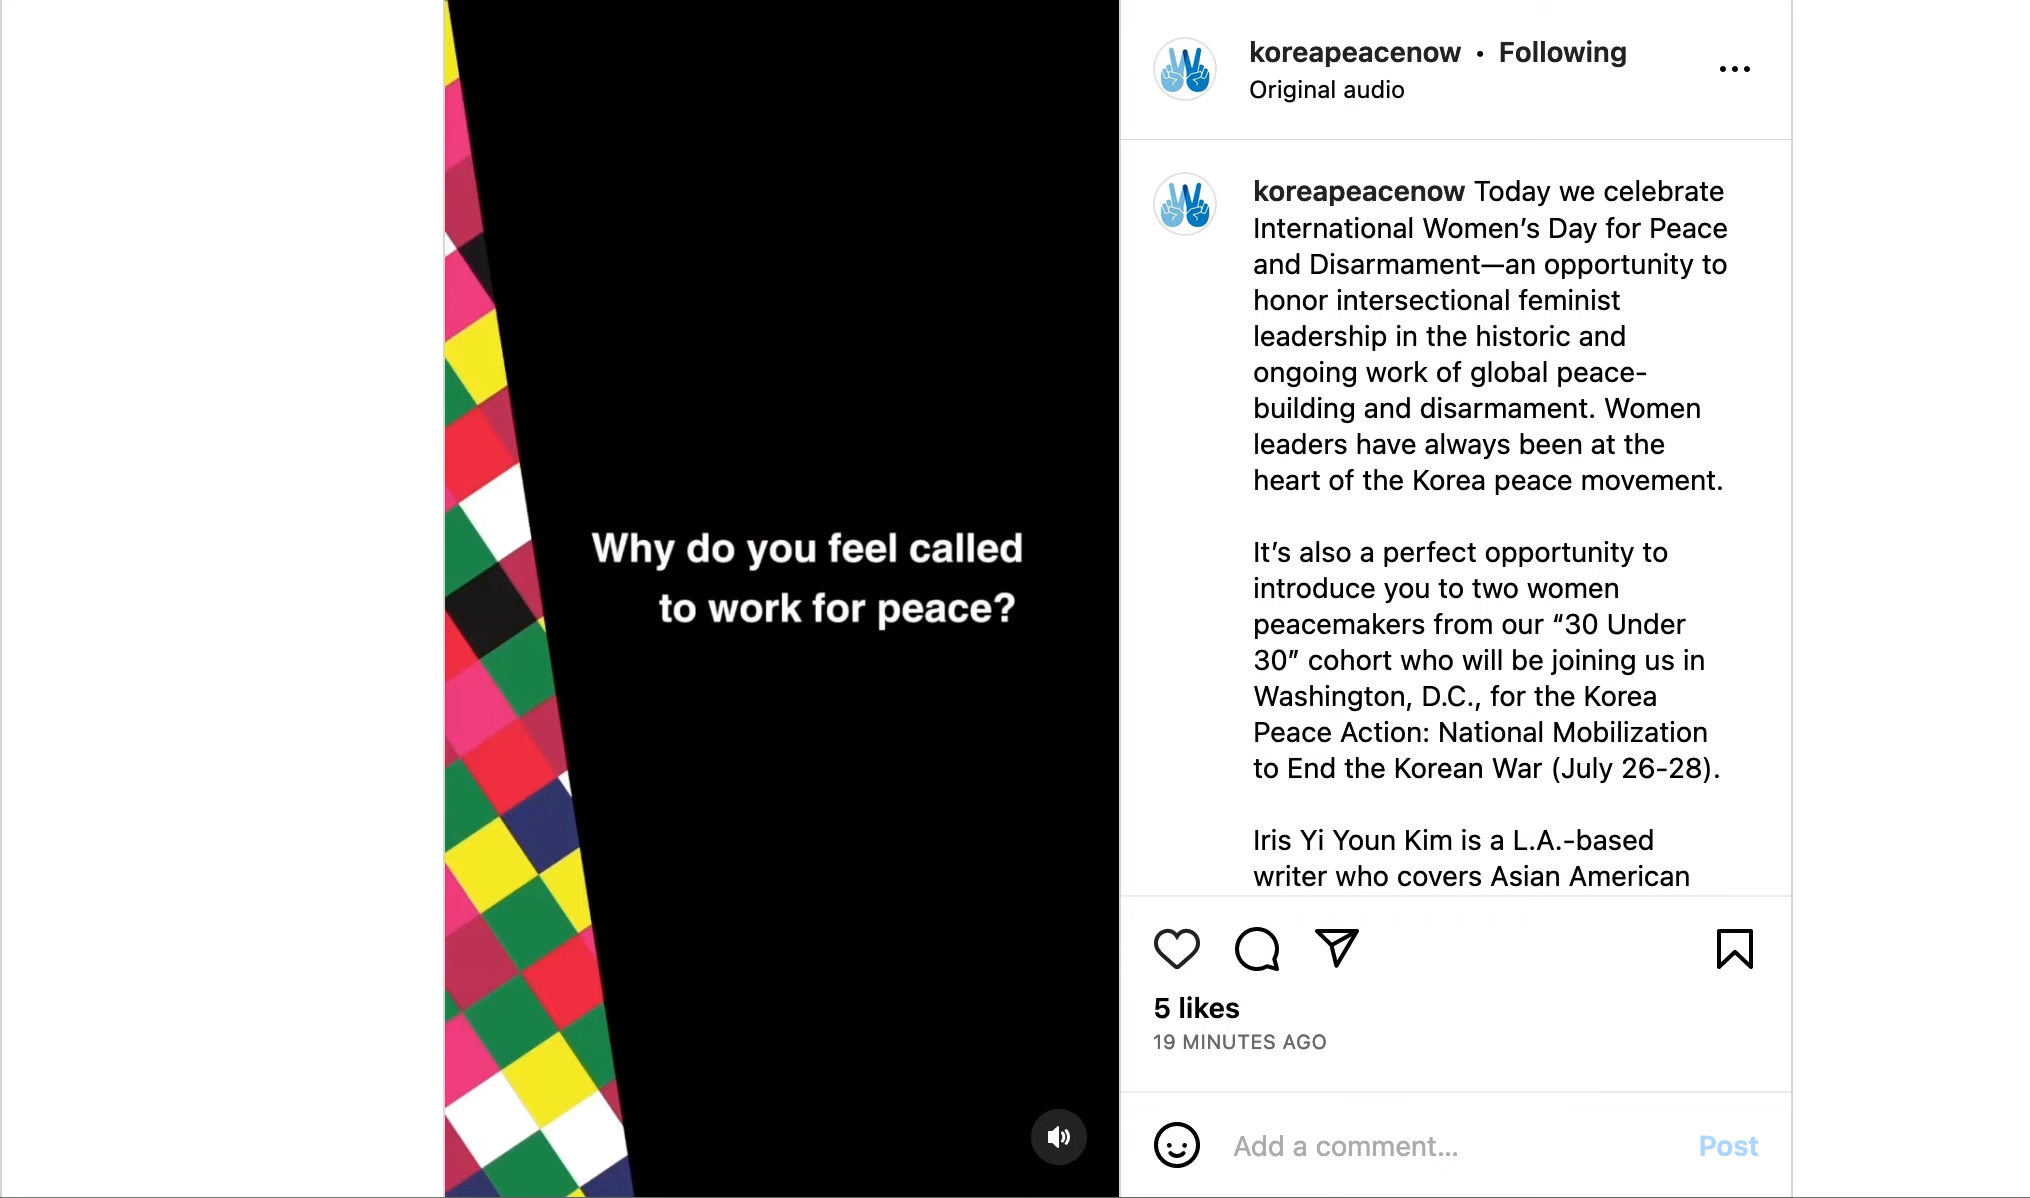 Why do you feel called
to work for peace?
koreapeacenow • Following
Original audio
koreapeacenow Today we celebrate
International Women’s Day for Peace
and Disarmament—an opportunity to
honor intersectional feminist
leadership in the historic and
ongoing work of global peace-
building and disarmament. Women
leaders have always been at the
heart of the Korea peace movement.
It’s also a perfect opportunity to
introduce you to two women
peacemakers from our “30 Under
30” cohort who will be joining us in
Washington, D.C., for the Korea
Peace Action: National Mobilization
to End the Korean War (July 26-28).
Iris Yi Youn Kim is a L.A.-based
writer who covers Asian American
5 likes
19 MINUTES AGO
Add a comment...
Post